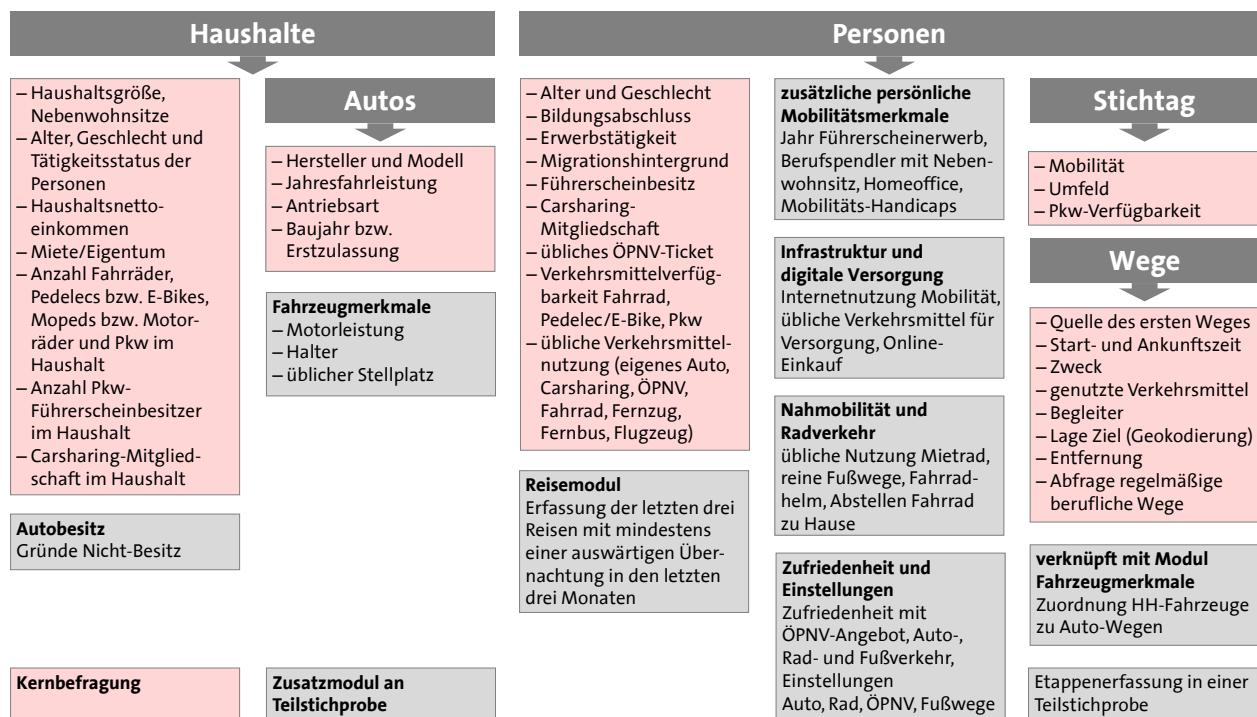 Haushalte
– Haushaltsgröße,
Nebenwohnsitze
– Alter, Geschlecht und
Tätigkeitsstatus der
Personen
– Haushaltsnetto-
einkommen
– Miete/Eigentum
– Anzahl Fahrräder,
Pedelecs bzw. E-Bikes,
Mopeds bzw. Motor-
räder und Pkw im
Haushalt
– Anzahl Pkw-
Führerscheinbesitzer
im Haushalt
– Carsharing-Mitglied-
schaft im Haushalt
Autobesitz
Gründe Nicht-Besitz
Autos
– Hersteller und Modell
– Jahresfahrleistung
– Antriebsart
– Baujahr bzw.
Erstzulassung
Fahrzeugmerkmale
– Motorleistung
– Halter
– üblicher Stellplatz
Personen
– Alter und Geschlecht
– Bildungsabschluss
– Erwerbstätigkeit
– Migrationshintergrund
– Führerscheinbesitz
– Carsharing-
Mitgliedschaft
– übliches ÖPNV-Ticket
– Verkehrsmittelverfüg-
barkeit Fahrrad,
Pedelec/E-Bike, Pkw
– übliche Verkehrsmittel-
nutzung (eigenes Auto,
Carsharing, ÖPNV,
Fahrrad, Fernzug,
Fernbus, Flugzeug)
Reisemodul
Erfassung der letzten drei
Reisen mit mindestens
einer auswärtigen Über-
nachtung in den letzten
drei Monaten
zusätzliche persönliche
Mobilitätsmerkmale
Jahr Führerscheinerwerb,
Berufspendler mit Neben-
wohnsitz, Homeoffice,
Mobilitäts-Handicaps
Infrastruktur und
digitale Versorgung
Internetnutzung Mobilität,
übliche Verkehrsmittel für
Versorgung, Online-
Einkauf
Nahmobilität und
Radverkehr
übliche Nutzung Mietrad,
reine Fußwege, Fahrrad-
helm, Abstellen Fahrrad
zu Hause
Zufriedenheit und
Einstellungen
Zufriedenheit mit
ÖPNV-Angebot, Auto-,
Rad- und Fußverkehr,
Einstellungen
Auto, Rad, ÖPNV, Fußwege
Stichtag
– Mobilität
– Umfeld
– Pkw-Verfügbarkeit
Wege
– Quelle des ersten Weges
– Start- und Ankunftszeit
– Zweck
– genutzte Verkehrsmittel
– Begleiter
– Lage Ziel (Geokodierung)
– Entfernung
– Abfrage regelmäßige
berufliche Wege
verknüpft mit Modul
Fahrzeugmerkmale
Zuordnung HH-Fahrzeuge
zu Auto-Wegen
Etappenerfassung in einer
Teilstichprobe
Kernbefragung
Zusatzmodul an
Teilstichprobe